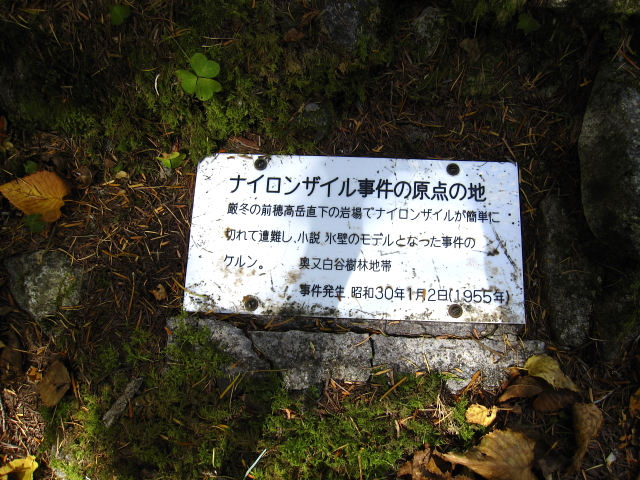 ナイロンザイル事件の原点の地
厳冬の前穂高岳直下の岩場でナイロンザイルが簡単に
切れて遭難し、小説 氷壁のモデルとなった事件の
ケルン。 奥又白谷樹林地帯
事件発生 昭和30年1月2日(1955年)